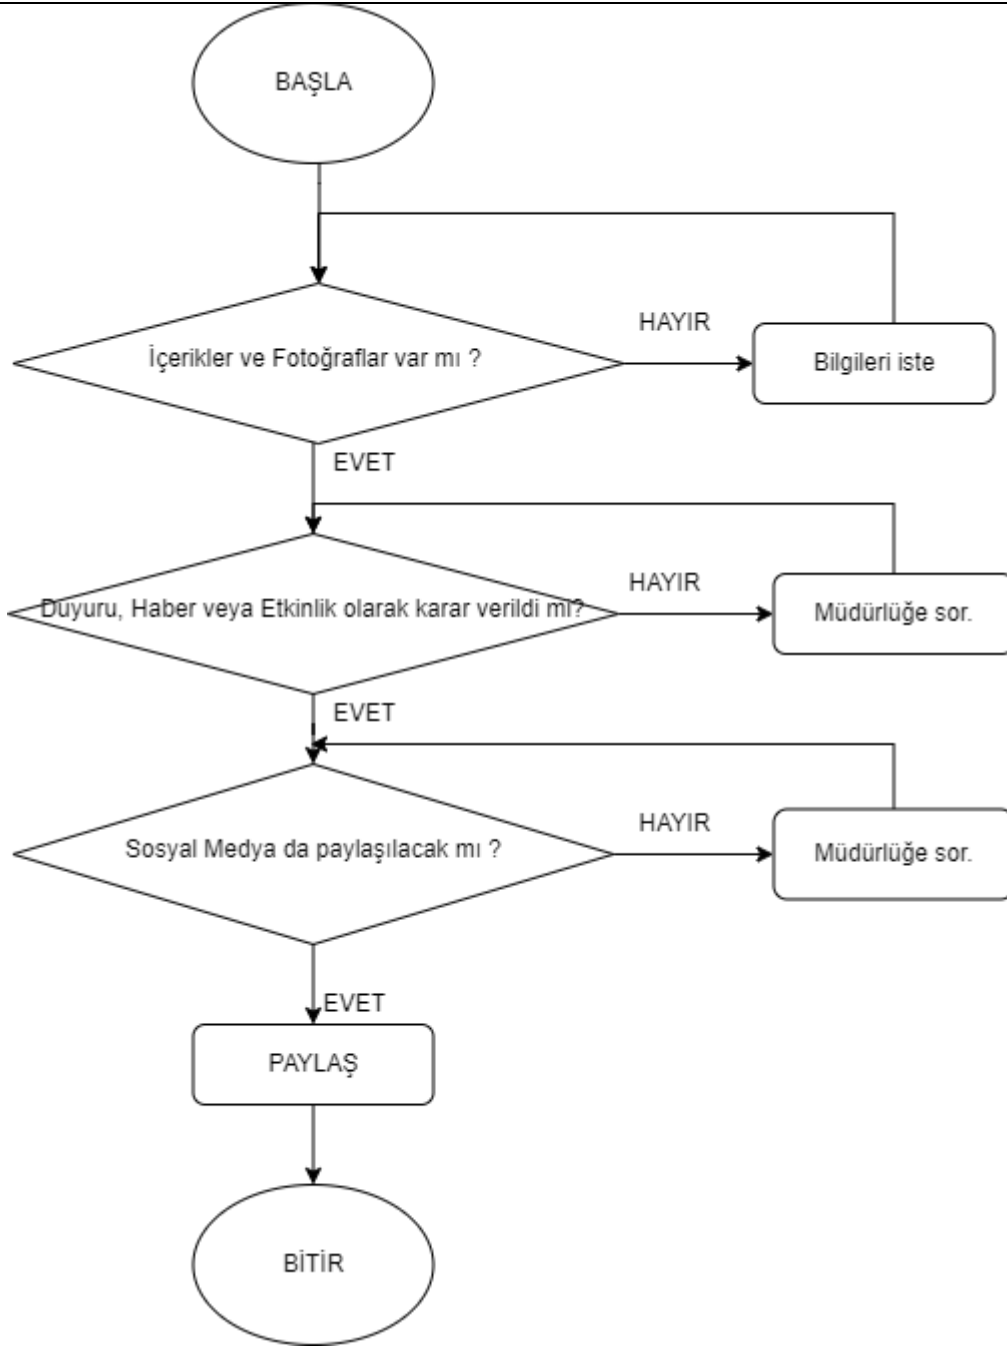 BAŞLA
İçerikler ve Fotoğraflar var mı ?
HAYIR
Bilgileri iste
EVET
Duyuru, Haber veya Etkinlik olarak karar verildi mi?
HAYIR
Müdürlüğe sor.
EVET
Sosyal Medya da paylaşılacak mı ?
HAYIR
Müdürlüğe sor.
EVET
PAYLAŞ
BİTİR